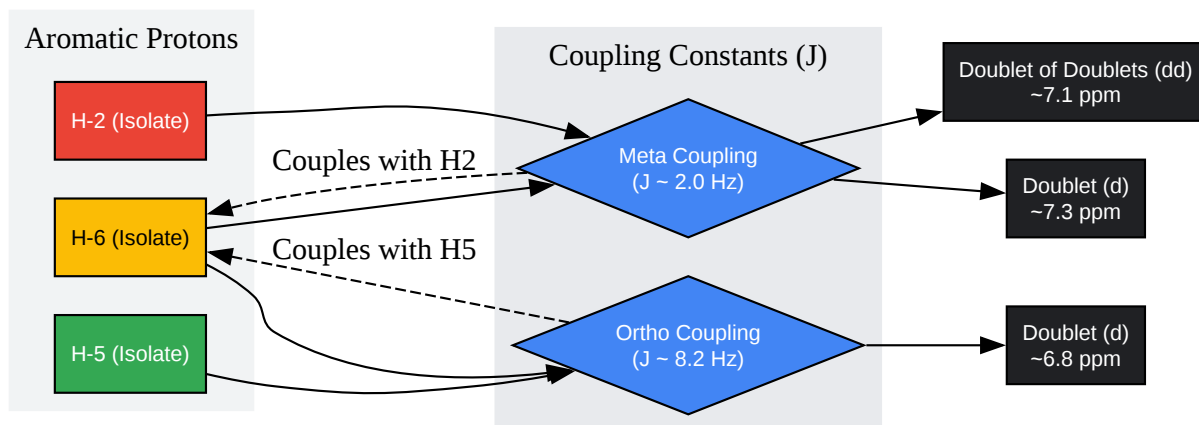 Aromatic Protons
H-2 (Isolate)
H-6 (Isolate)
H-5 (Isolate)
Couples with H2
Couples with H5
Coupling Constants (J)
Meta Coupling
(J ~ 2.0 Hz)
Ortho Coupling
(J ~ 8.2 Hz)
Doublet of Doublets (dd)
~7.1 ppm
Doublet (d)
~7.3 ppm
Doublet (d)
~6.8 ppm